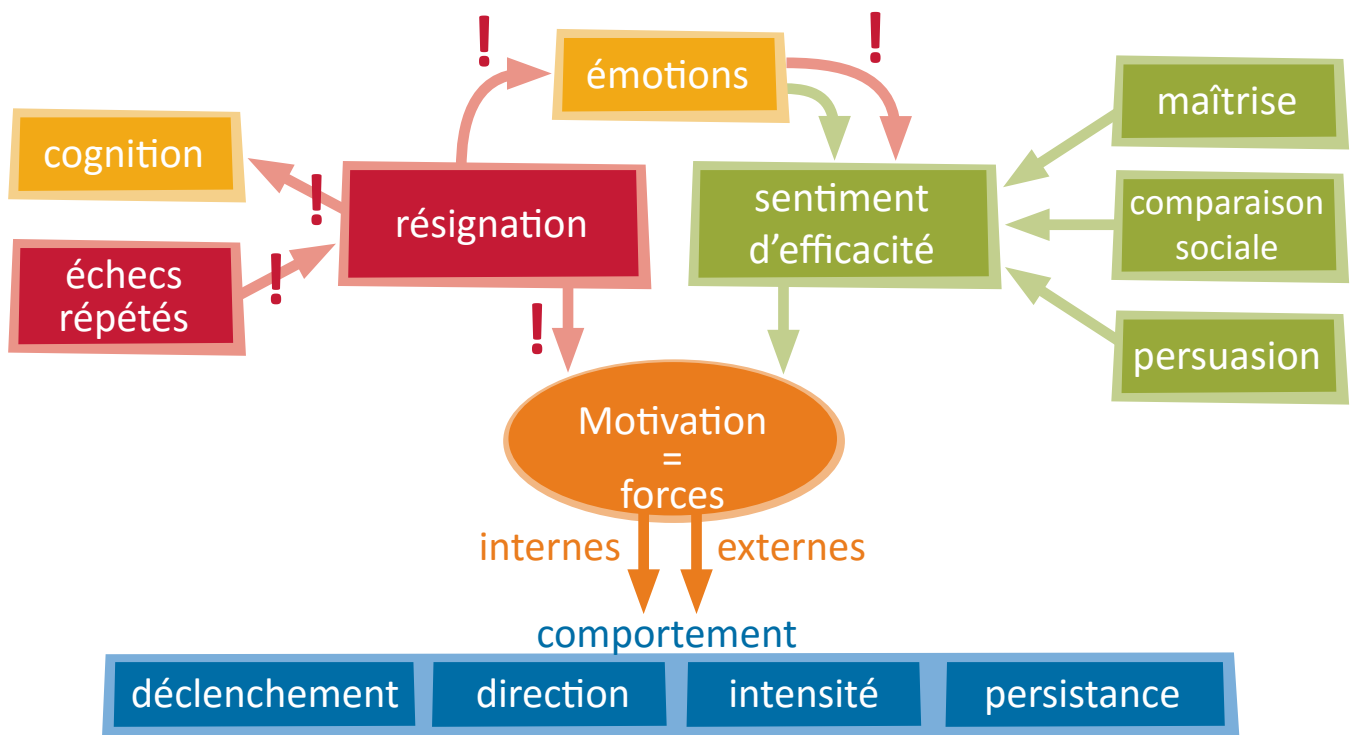 !
!
émotions
maîtrise
cognition
!
résignation
sentiment
d'efficacité
comparaison
sociale
échecs
répétés
!
!
persuasion
Motivation
=
forces
internes
externes
comportement
déclenchement
direction
intensité
persistance